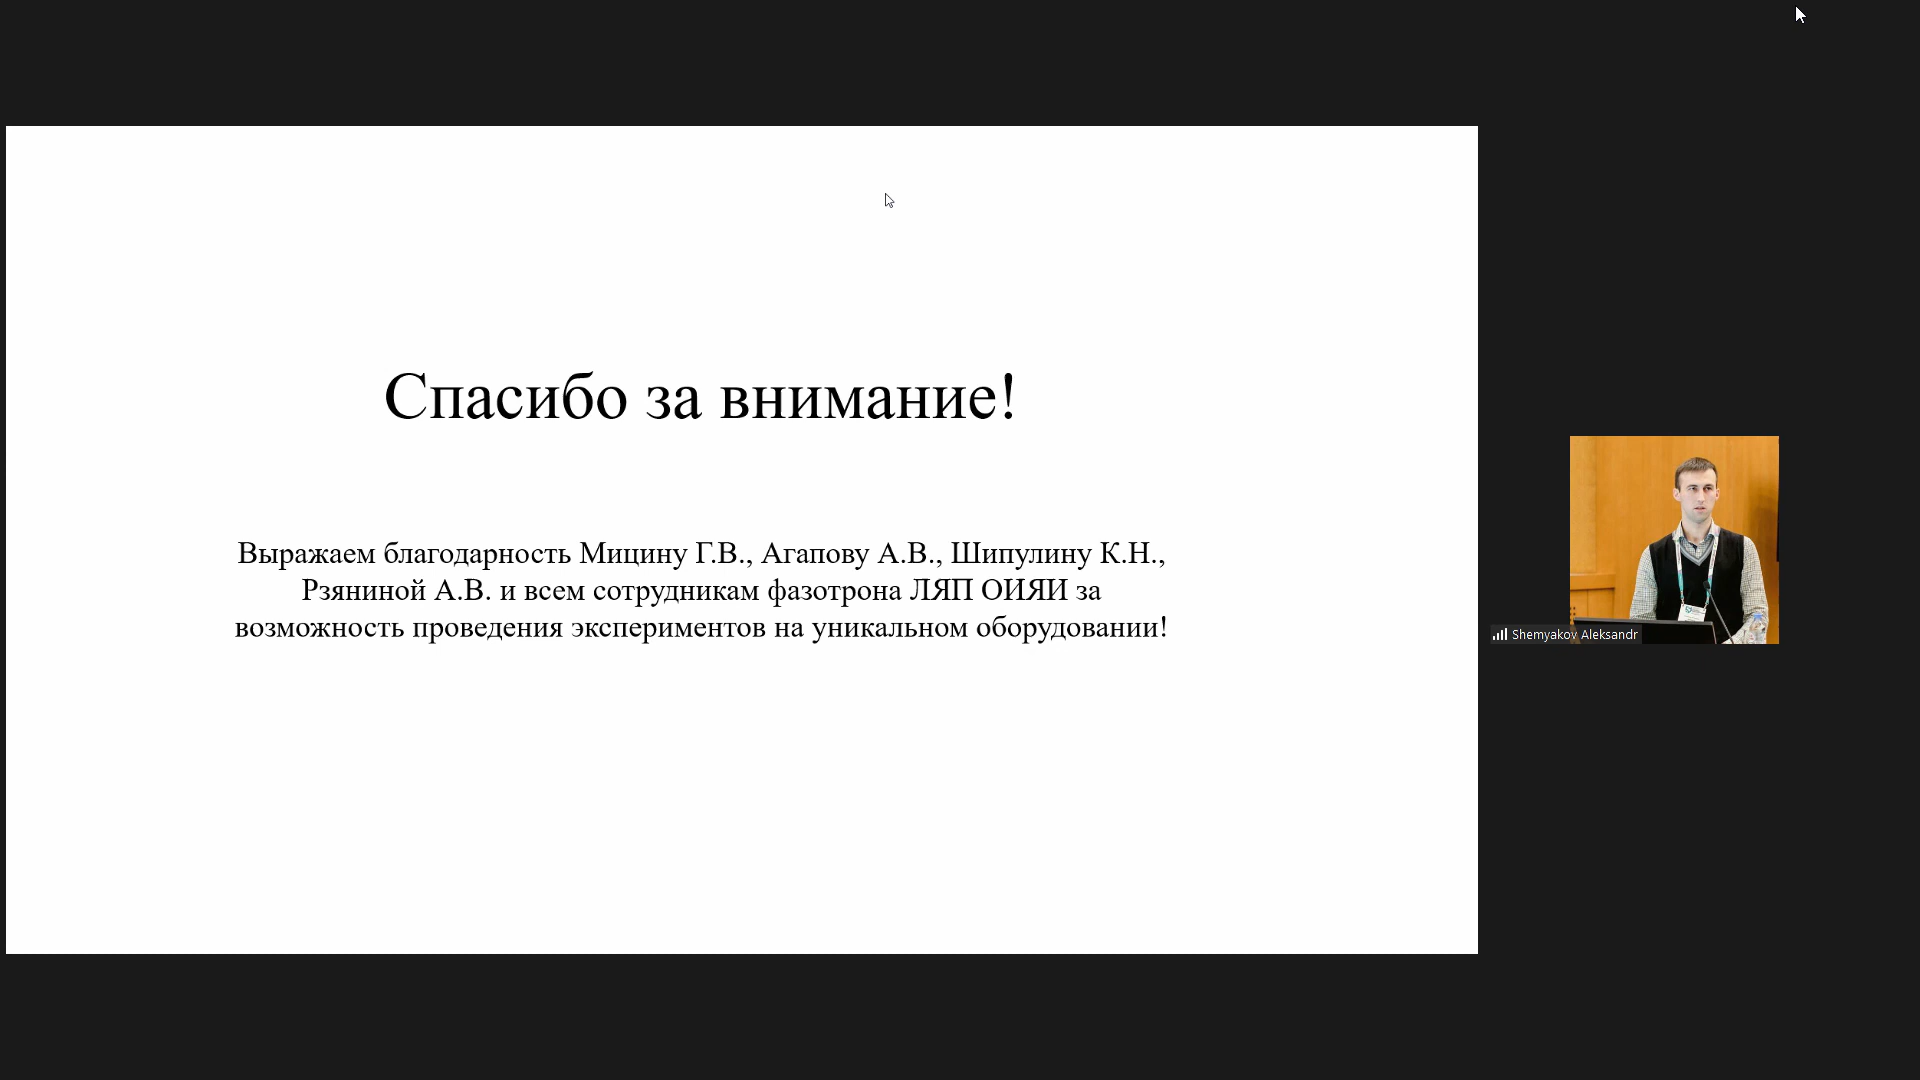 Спасибо за внимание!
Выражаем благодарность Мицину Г.В., Агапову А.В., Шипулину К.Н.,
Рзяниной А.В. и всем сотрудникам фазотрона ЛЯП ОИЯИ за
возможность проведения экспериментов на уникальном оборудовании!
Shemyakov Aleksandr